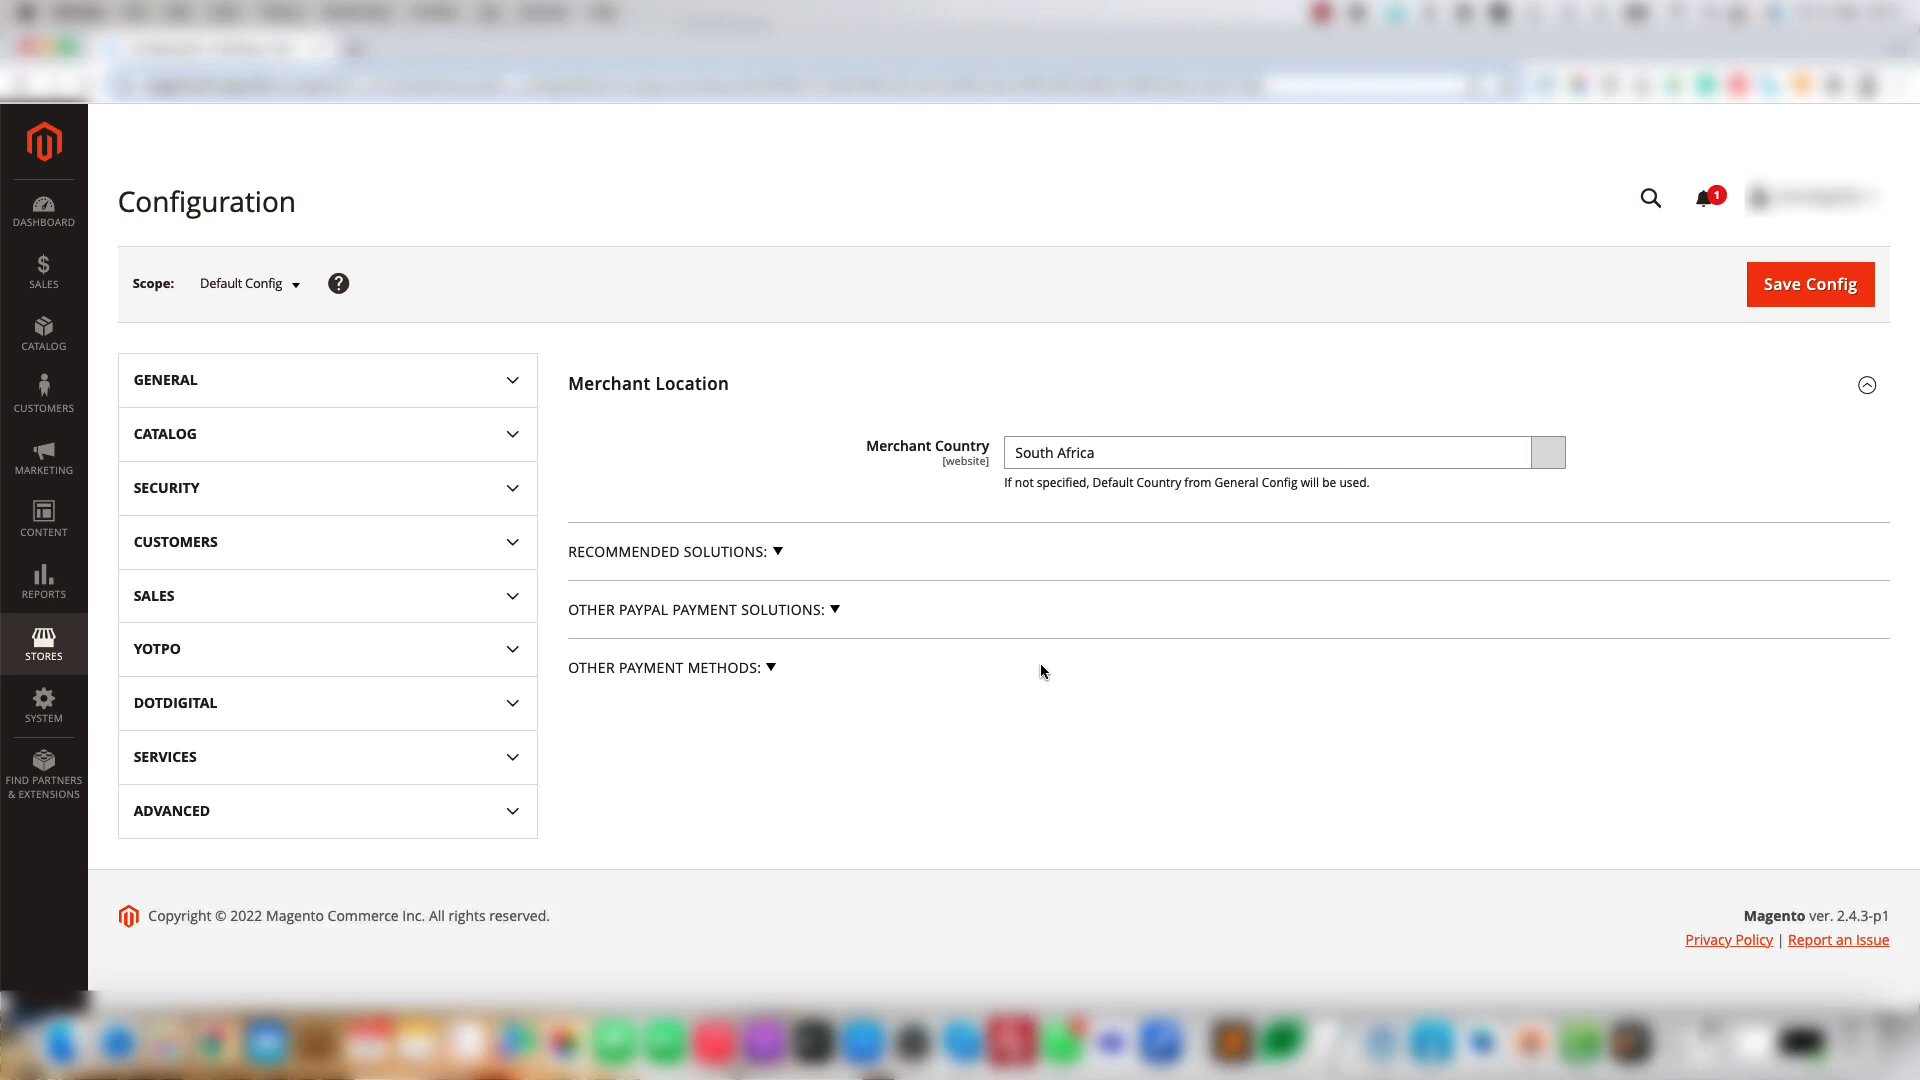 DASHBOARD
SALES
CATALOG
CUSTOMERS
MARKETING
CONTENT
REPORTS
STORES
SYSTEM
FIND PARTNERS
& EXTENSIONS
Configuration
1
Scope: Default Config ?
Save Config
GENERAL
CATALOG
SECURITY
CUSTOMERS
SALES
YOTPO
DOTDIGITAL
SERVICES
ADVANCED
Merchant Location
Merchant Country
[website]
South Africa
If not specified, Default Country from General Config will be used.
RECOMMENDED SOLUTIONS:
OTHER PAYPAL PAYMENT SOLUTIONS:
OTHER PAYMENT METHODS:
Copyright © 2022 Magento Commerce Inc. All rights reserved.
Magento ver. 2.4.3-p1
Privacy Policy | Report an Issue